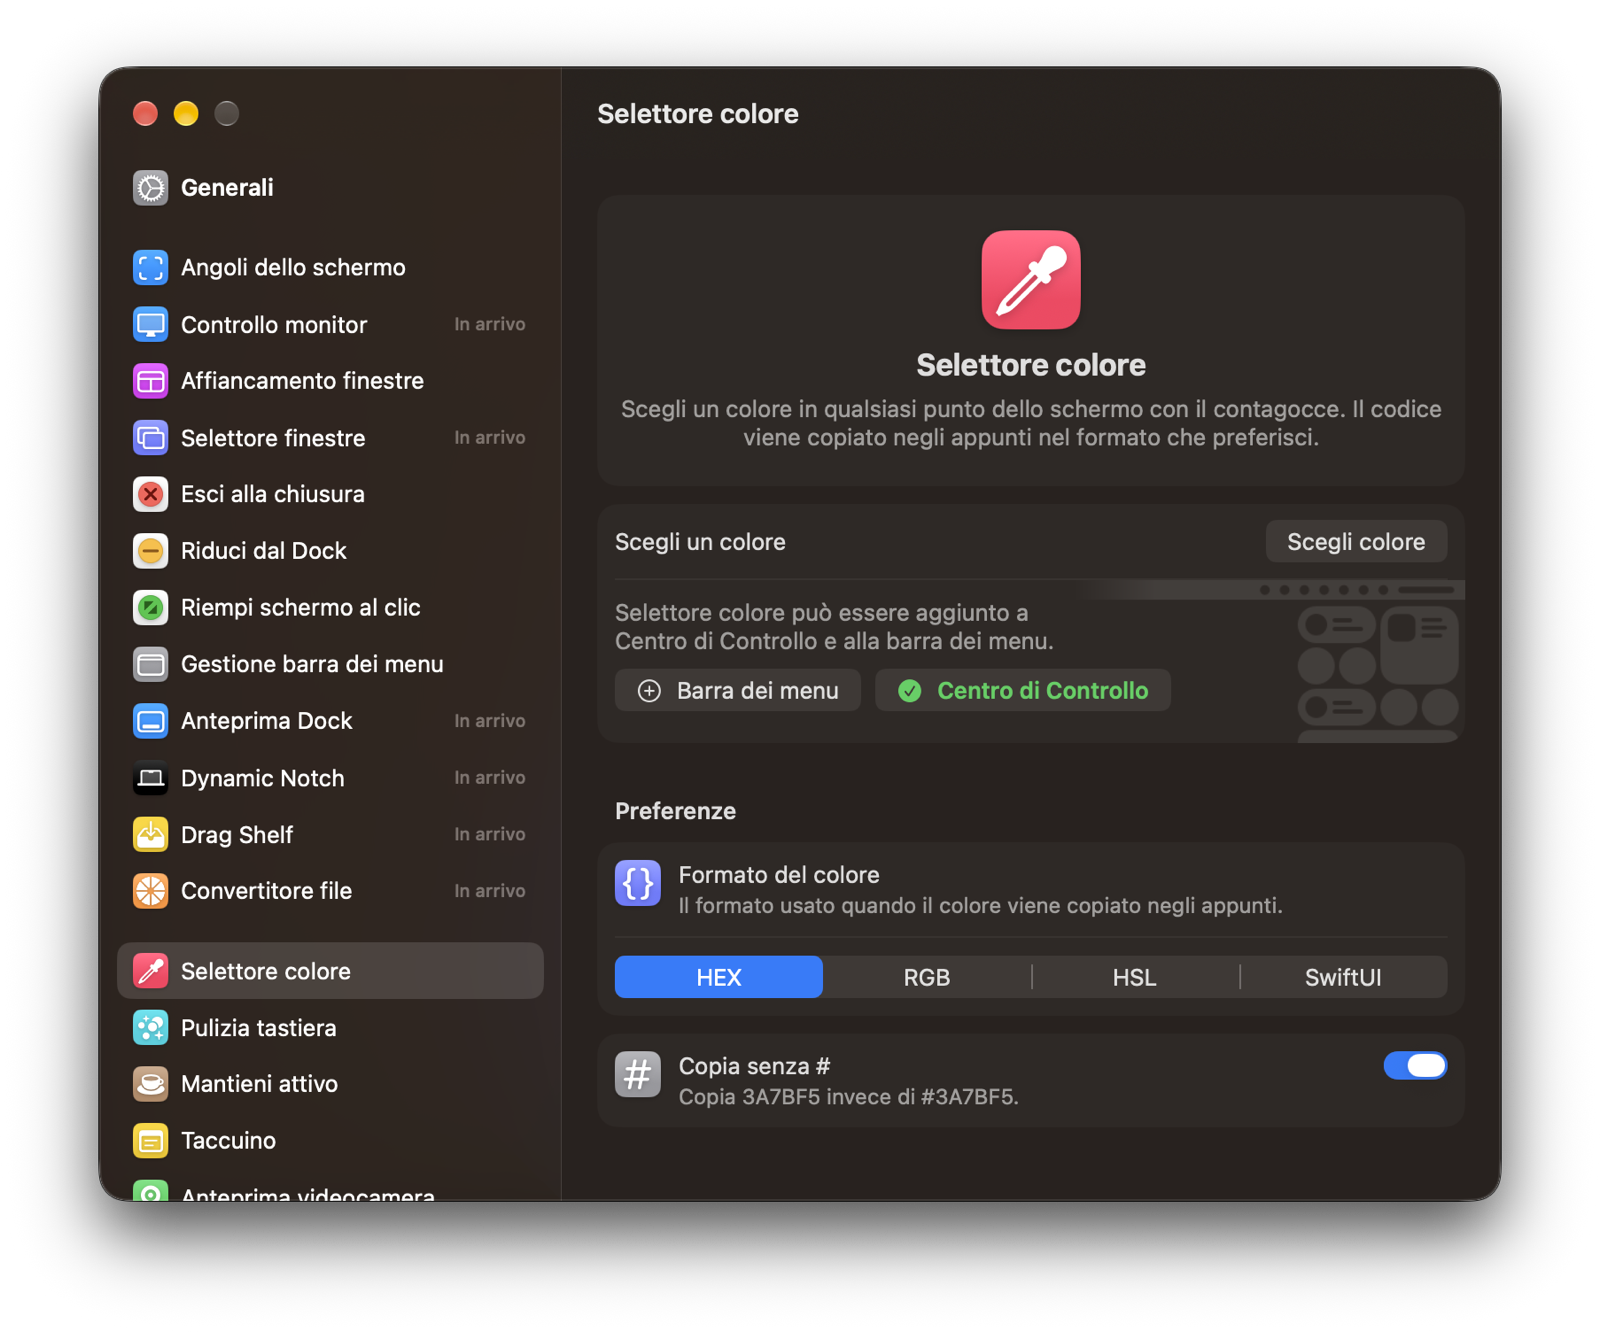 Generali
Angoli dello schermo
Controllo monitor In arrivo
Affiancamento finestre
Selettore finestre In arrivo
Esci alla chiusura
Riduci dal Dock
Riempi schermo al clic
Gestione barra dei menu
Anteprima Dock In arrivo
Dynamic Notch In arrivo
Drag Shelf In arrivo
Convertitore file In arrivo
Selettore colore
Pulizia tastiera
Mantieni attivo
Taccuino
Anteprima videocamera
Selettore colore
Selettore colore
Scegli un colore in qualsiasi punto dello schermo con il contagocce. Il codice
viene copiato negli appunti nel formato che preferisci.
Scegli un colore Scegli colore
Selettore colore può essere aggiunto a
Centro di Controllo e alla barra dei menu.
Barra dei menu Centro di Controllo
Preferenze
{} Formato del colore
Il formato usato quando il colore viene copiato negli appunti.
HEX RGB HSL SwiftUI
# Copia senza #
Copia 3A7BF5 invece di #3A7BF5.